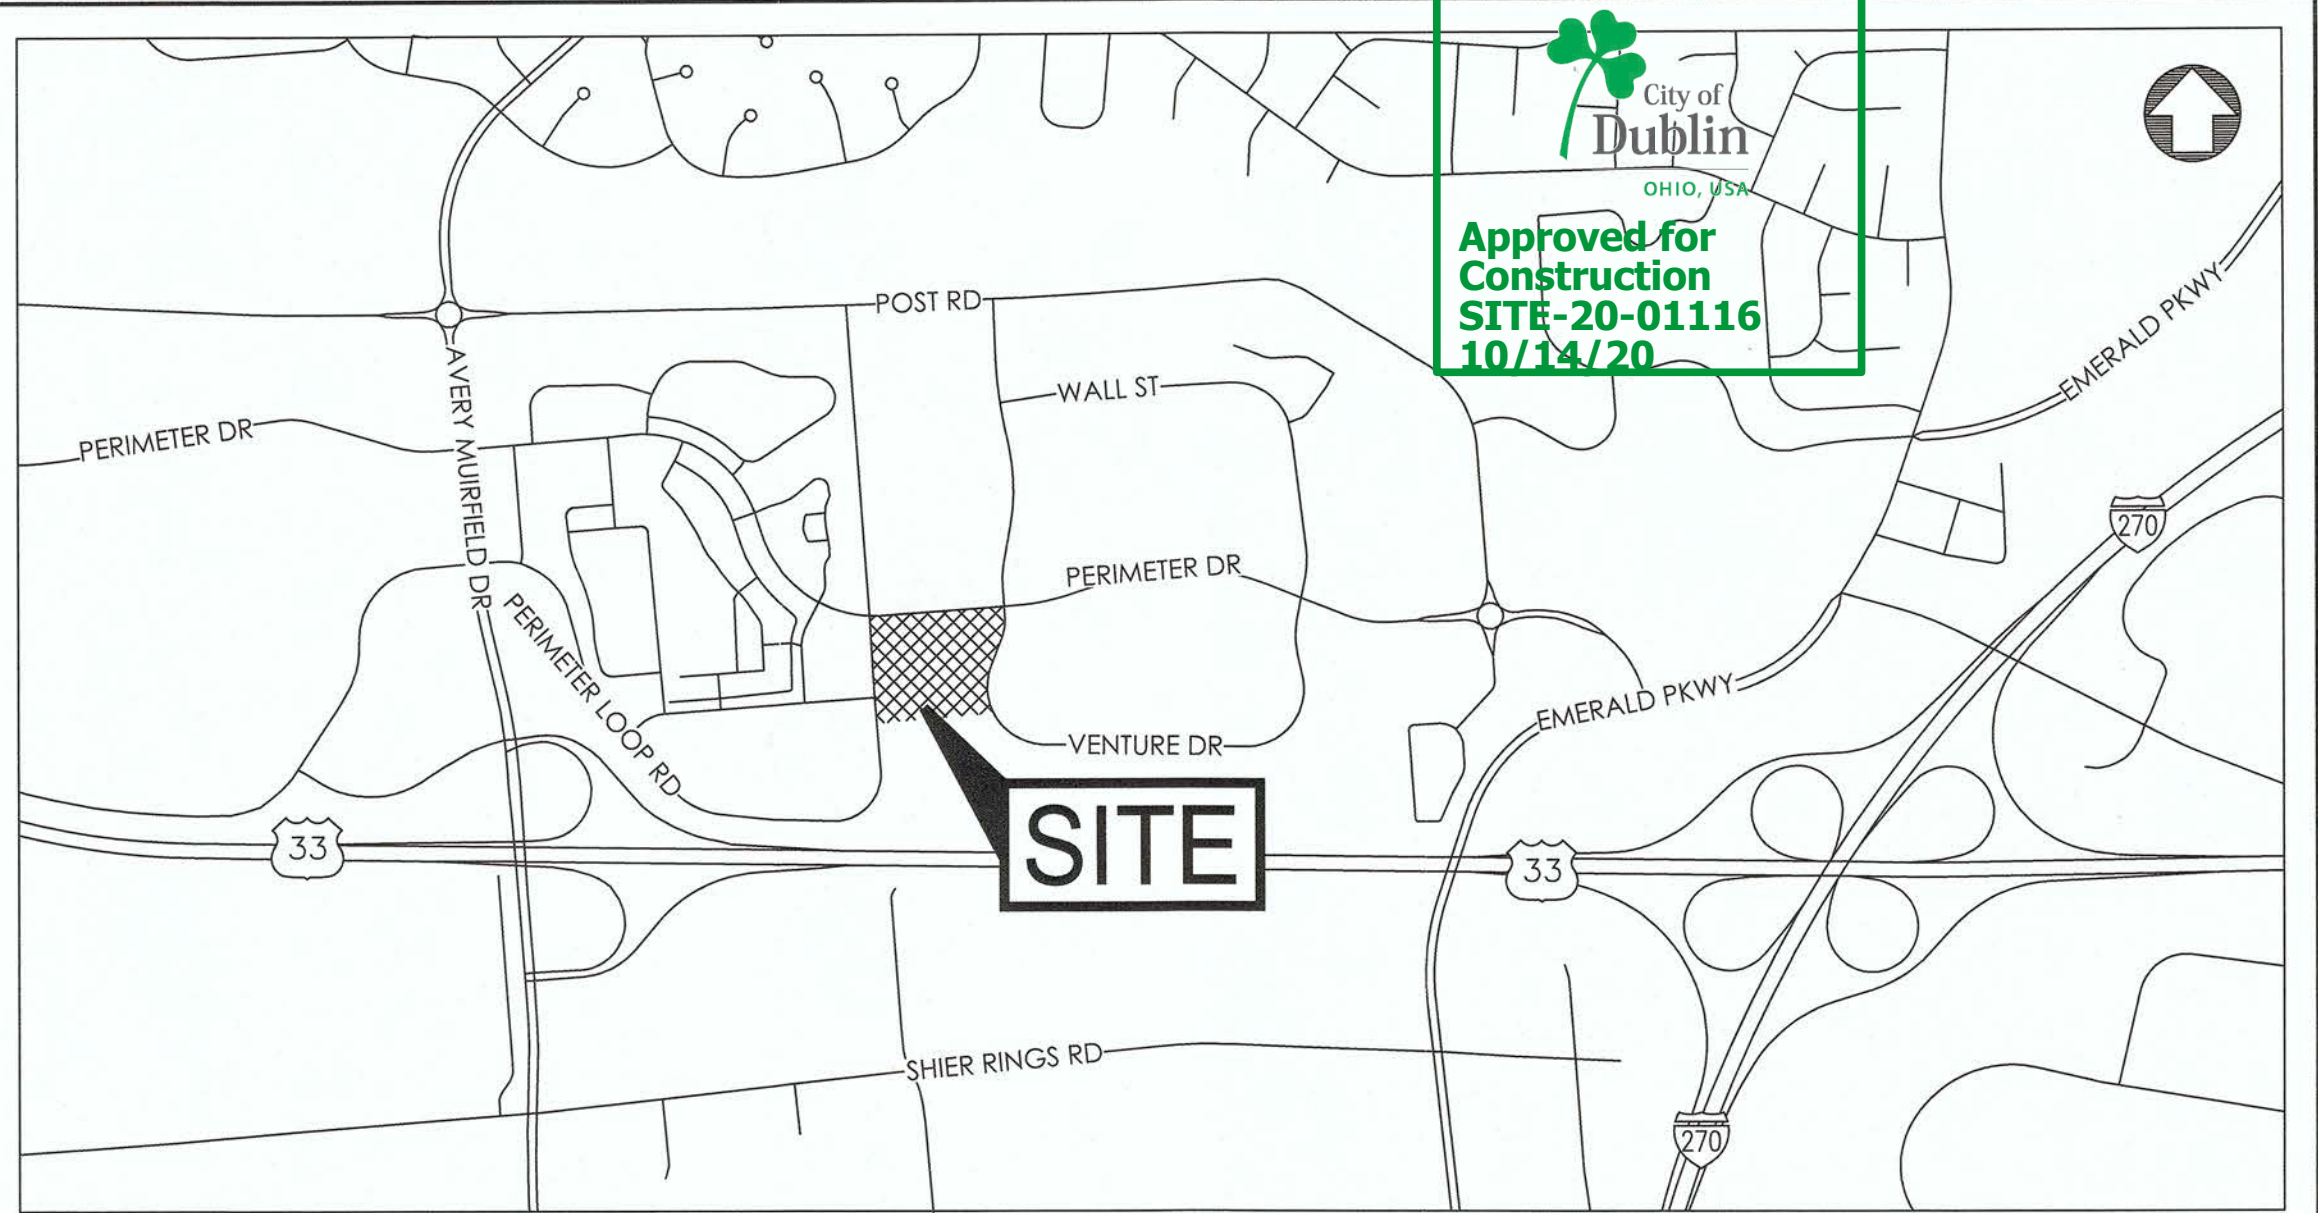 City of
Dublin
OHIO, USA
Approved for
Construction
SITE-20-01116
10/14/20
POST RD
EMERALD PKWY
WALL ST
AVERY MUIRFIELD DR
PERIMETER DR
270
PERIMETER DR
PERIMETER LOOP RD
EMERALD PKWY
VENTURE DR
SITE
33
33
SHIER RINGS RD
270